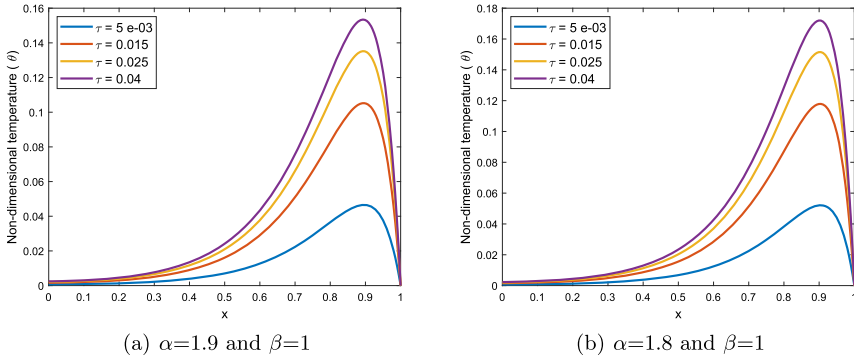 0.16
0.14
0.12
0.1
0.08
0.06
0.04
0.02
0
Non-dimensional temperature ( θ)
τ = 5 e-03
τ = 0.015
τ = 0.025
τ = 0.04
0 0.1 0.2 0.3 0.4 0.5 0.6 0.7 0.8 0.9 1
x
(a) α=1.9 and β=1
0.18
0.16
0.14
0.12
0.1
0.08
0.06
0.04
0.02
0
Non-dimensional temperature ( θ)
τ = 5 e-03
τ = 0.015
τ = 0.025
τ = 0.04
0 0.1 0.2 0.3 0.4 0.5 0.6 0.7 0.8 0.9 1
x
(b) α=1.8 and β=1